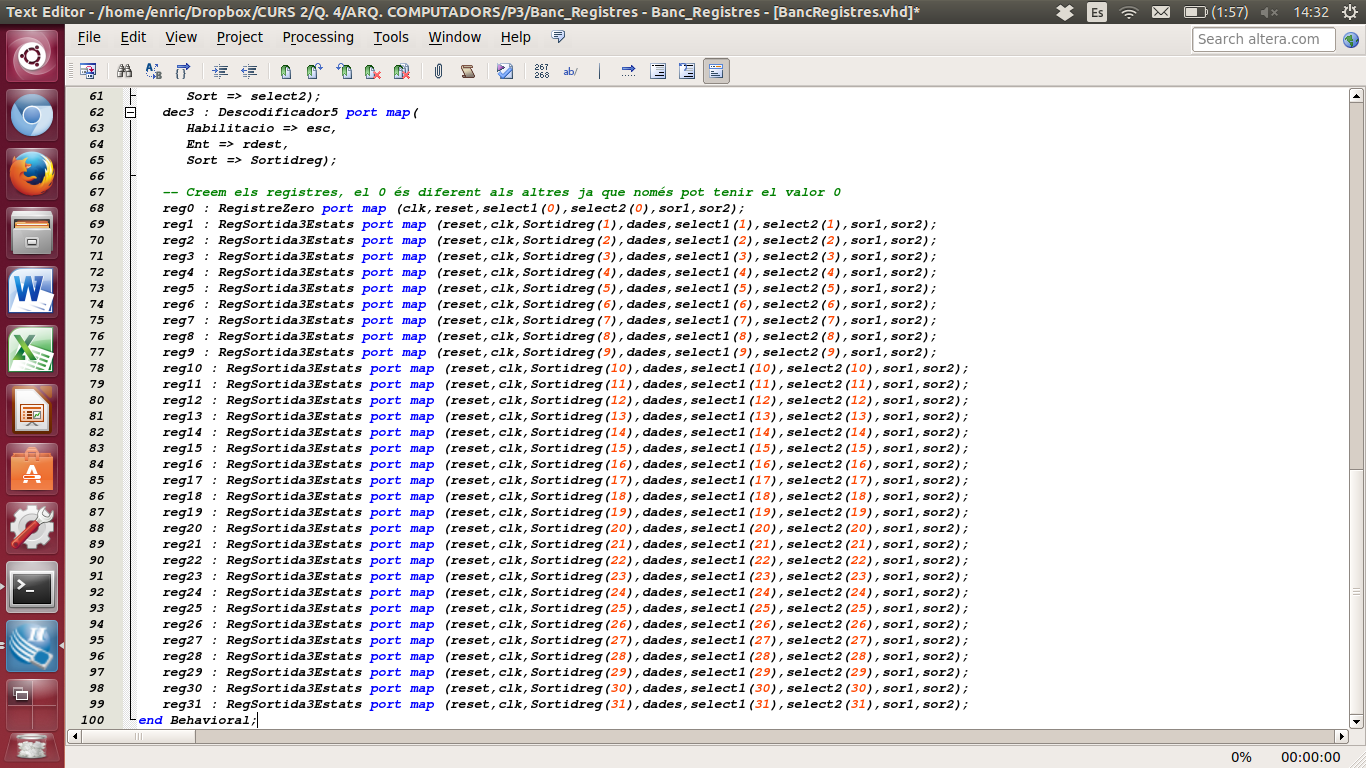 Text Editor - /home/enric/Dropbox/CURS 2/Q. 4/ARQ. COMPUTADORS/P3/Banc_Registres - Banc_Registres - [BancRegistres.vhd]* Es (1:57) 14:32
File Edit View Project Processing Tools Window Help Search altera.com
267 268 ab/
61 Sort => select2);
62 dec3 : Descodificador5 port map(
63 Habilitacio => esc,
64 Ent => rdest,
65 Sort => Sortidreg);
66
67 -- Creem els registres, el 0 és diferent als altres ja que només pot tenir el valor 0
68 reg0 : RegistreZero port map (clk,reset,select1(0),select2(0),sor1,sor2);
69 reg1 : RegSortida3Estats port map (reset,clk,Sortidreg(1),dades,select1(1),select2(1),sor1,sor2);
70 reg2 : RegSortida3Estats port map (reset,clk,Sortidreg(2),dades,select1(2),select2(2),sor1,sor2);
71 reg3 : RegSortida3Estats port map (reset,clk,Sortidreg(3),dades,select1(3),select2(3),sor1,sor2);
72 reg4 : RegSortida3Estats port map (reset,clk,Sortidreg(4),dades,select1(4),select2(4),sor1,sor2);
73 reg5 : RegSortida3Estats port map (reset,clk,Sortidreg(5),dades,select1(5),select2(5),sor1,sor2);
74 reg6 : RegSortida3Estats port map (reset,clk,Sortidreg(6),dades,select1(6),select2(6),sor1,sor2);
75 reg7 : RegSortida3Estats port map (reset,clk,Sortidreg(7),dades,select1(7),select2(7),sor1,sor2);
76 reg8 : RegSortida3Estats port map (reset,clk,Sortidreg(8),dades,select1(8),select2(8),sor1,sor2);
77 reg9 : RegSortida3Estats port map (reset,clk,Sortidreg(9),dades,select1(9),select2(9),sor1,sor2);
78 reg10 : RegSortida3Estats port map (reset,clk,Sortidreg(10),dades,select1(10),select2(10),sor1,sor2);
79 reg11 : RegSortida3Estats port map (reset,clk,Sortidreg(11),dades,select1(11),select2(11),sor1,sor2);
80 reg12 : RegSortida3Estats port map (reset,clk,Sortidreg(12),dades,select1(12),select2(12),sor1,sor2);
81 reg13 : RegSortida3Estats port map (reset,clk,Sortidreg(13),dades,select1(13),select2(13),sor1,sor2);
82 reg14 : RegSortida3Estats port map (reset,clk,Sortidreg(14),dades,select1(14),select2(14),sor1,sor2);
83 reg15 : RegSortida3Estats port map (reset,clk,Sortidreg(15),dades,select1(15),select2(15),sor1,sor2);
84 reg16 : RegSortida3Estats port map (reset,clk,Sortidreg(16),dades,select1(16),select2(16),sor1,sor2);
85 reg17 : RegSortida3Estats port map (reset,clk,Sortidreg(17),dades,select1(17),select2(17),sor1,sor2);
86 reg18 : RegSortida3Estats port map (reset,clk,Sortidreg(18),dades,select1(18),select2(18),sor1,sor2);
87 reg19 : RegSortida3Estats port map (reset,clk,Sortidreg(19),dades,select1(19),select2(19),sor1,sor2);
88 reg20 : RegSortida3Estats port map (reset,clk,Sortidreg(20),dades,select1(20),select2(20),sor1,sor2);
89 reg21 : RegSortida3Estats port map (reset,clk,Sortidreg(21),dades,select1(21),select2(21),sor1,sor2);
90 reg22 : RegSortida3Estats port map (reset,clk,Sortidreg(22),dades,select1(22),select2(22),sor1,sor2);
91 reg23 : RegSortida3Estats port map (reset,clk,Sortidreg(23),dades,select1(23),select2(23),sor1,sor2);
92 reg24 : RegSortida3Estats port map (reset,clk,Sortidreg(24),dades,select1(24),select2(24),sor1,sor2);
93 reg25 : RegSortida3Estats port map (reset,clk,Sortidreg(25),dades,select1(25),select2(25),sor1,sor2);
94 reg26 : RegSortida3Estats port map (reset,clk,Sortidreg(26),dades,select1(26),select2(26),sor1,sor2);
95 reg27 : RegSortida3Estats port map (reset,clk,Sortidreg(27),dades,select1(27),select2(27),sor1,sor2);
96 reg28 : RegSortida3Estats port map (reset,clk,Sortidreg(28),dades,select1(28),select2(28),sor1,sor2);
97 reg29 : RegSortida3Estats port map (reset,clk,Sortidreg(29),dades,select1(29),select2(29),sor1,sor2);
98 reg30 : RegSortida3Estats port map (reset,clk,Sortidreg(30),dades,select1(30),select2(30),sor1,sor2);
99 reg31 : RegSortida3Estats port map (reset,clk,Sortidreg(31),dades,select1(31),select2(31),sor1,sor2);
100 end Behavioral;
0% 00:00:00